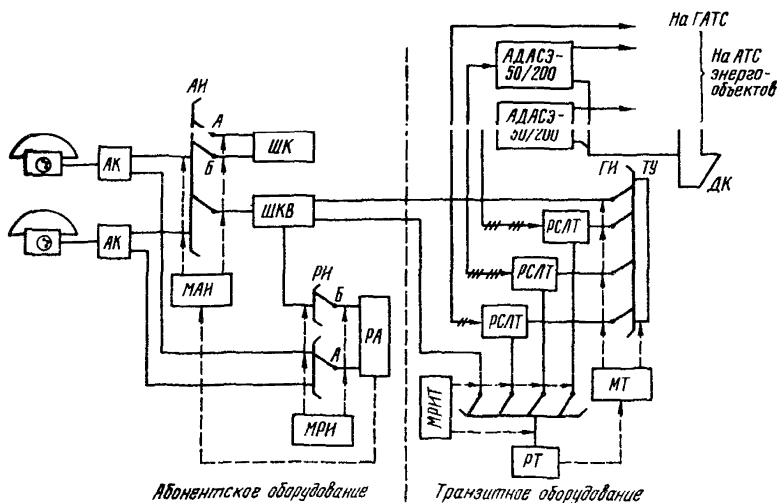 На ГАТС
На АТС
энерго-
объектов
АДАСЭ-
50/200
АДАСЭ-
50/200
АИ
А
Б
ШК
АК
ШКВ
АК
МАИ
РИ
Б
А
РА
МРИ
ГИ
ТУ
ДК
РСЛТ
РСЛТ
РСЛТ
МРИТ
МТ
РТ
Абонентское оборудование
Транзитное оборудование